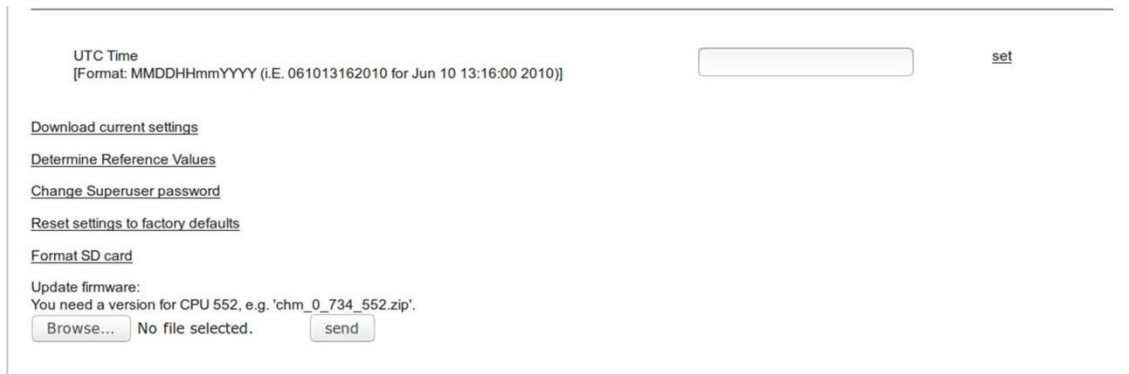 UTC Time
[Format: MMDDHHmmYYYY (i.E. 061013162010 for Jun 10 13:16:00 2010)]
set
Download current settings
Determine Reference Values
Change Superuser password
Reset settings to factory defaults
Format SD card
Update firmware:
You need a version for CPU 552, e.g. 'chm_0_734_552.zip'.
Browse... No file selected. send